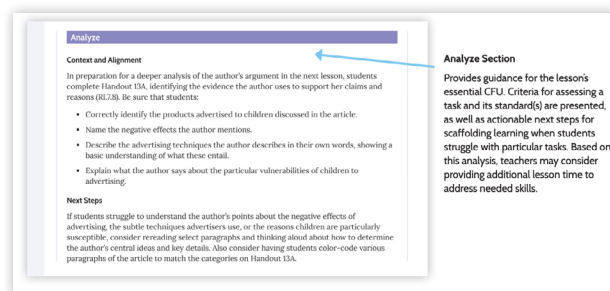 Analyze
Context and Alignment
In preparation for a deeper analysis of the author's argument in the next lesson, students
complete Handout 13A, identifying the evidence the author uses to support her claims and
reasons (RI.7.8). Be sure that students:
• Correctly identify the products advertised to children discussed in the article.
• Name the negative effects the author mentions.
• Describe the advertising techniques the author describes in their own words, showing a
basic understanding of what these entail.
• Explain what the author says about the particular vulnerabilities of children to
advertising.
Next Steps
If students struggle to understand the author's points about the negative effects of
advertising, the subtle techniques advertisers use, or the reasons children are particularly
susceptible, consider rereading select paragraphs and thinking aloud about how to determine
the author's central ideas and key details. Also consider having students color-code various
paragraphs of the article to match the categories on Handout 13A.
Analyze Section
Provides guidance for the lesson's
essential CFU. Criteria for assessing a
task and its standard(s) are presented,
as well as actionable next steps for
scaffolding learning when students
struggle with particular tasks. Based on
this analysis, teachers may consider
providing additional lesson time to
address needed skills.